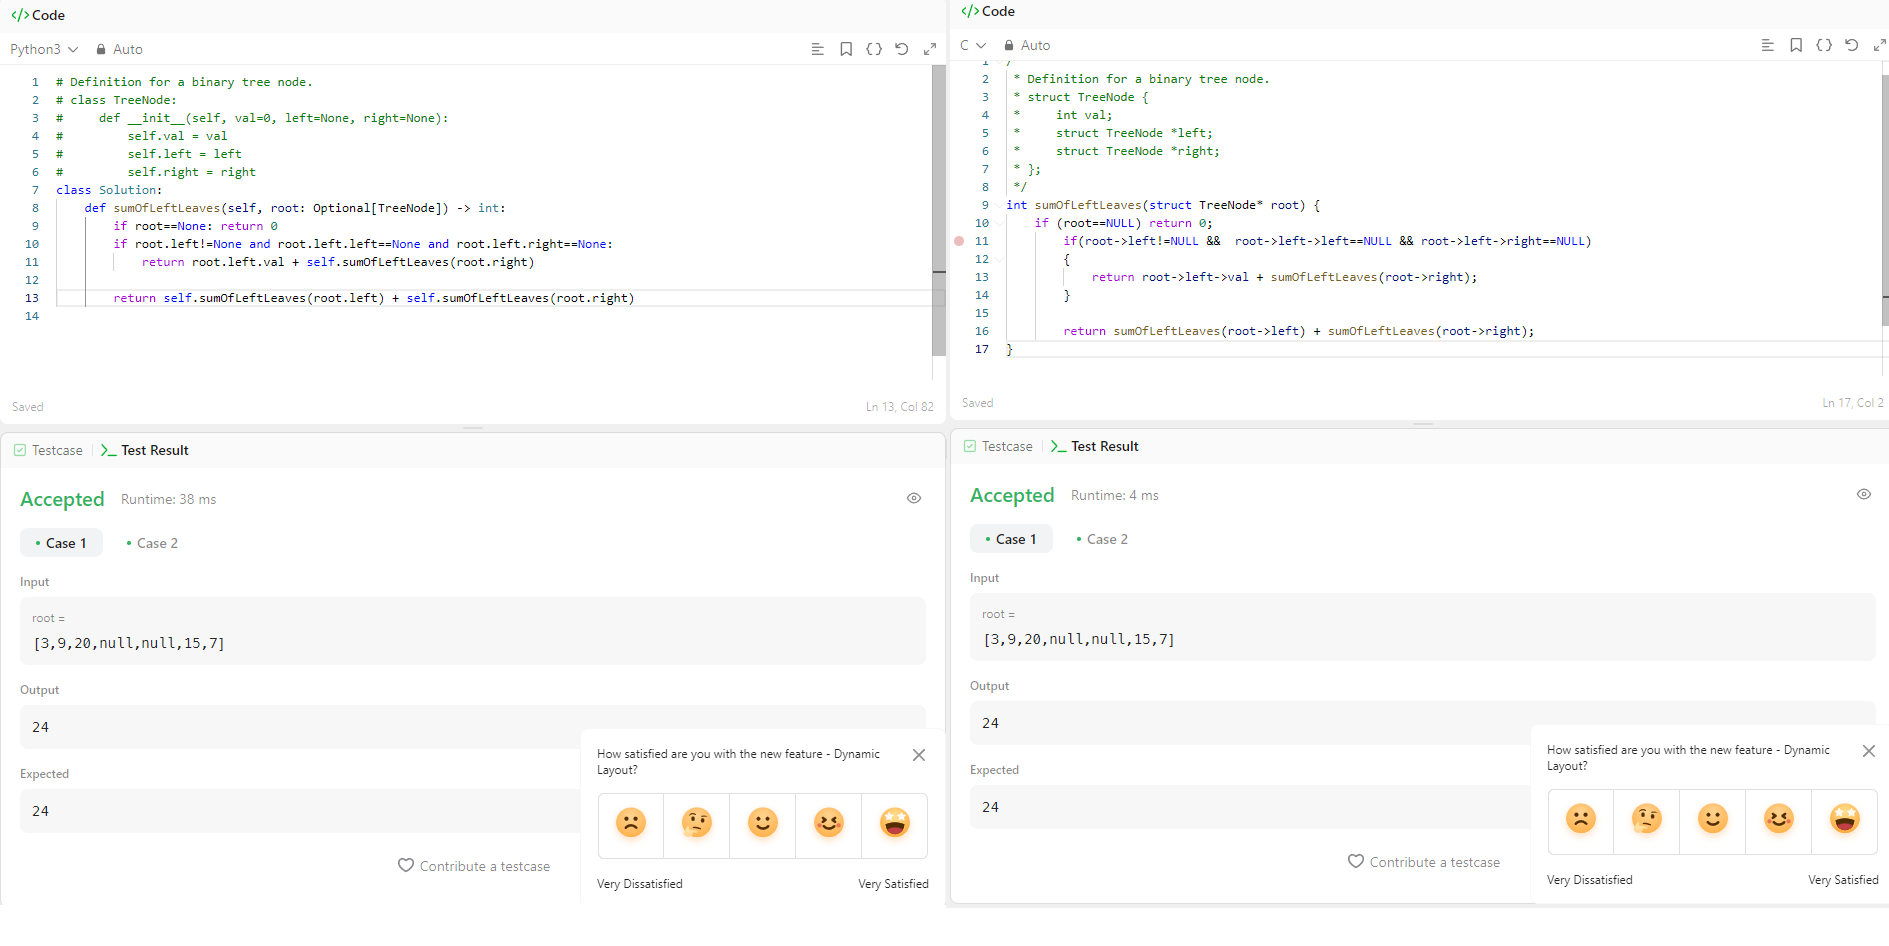 </> Code
Python3 Auto
1 # Definition for a binary tree node.
2 # class TreeNode:
3 #     def __init__(self, val=0, left=None, right=None):
4 #         self.val = val
5 #         self.left = left
6 #         self.right = right
7 class Solution:
8     def sumOfLeftLeaves(self, root: Optional[TreeNode]) -> int:
9         if root==None: return 0
10         if root.left!=None and root.left.left==None and root.left.right==None:
11             return root.left.val + self.sumOfLeftLeaves(root.right)
12
13         return self.sumOfLeftLeaves(root.left) + self.sumOfLeftLeaves(root.right)
14
Saved
Ln 13, Col 82
Testcase
Test Result
Accepted Runtime: 38 ms
• Case 1 • Case 2
Input
root =
[3,9,20,null,null,15,7]
Output
24
Expected
24
Contribute a testcase
How satisfied are you with the new feature - Dynamic
Layout?
Very Dissatisfied Very Satisfied
</> Code
C Auto
1 /
2  * Definition for a binary tree node.
3  * struct TreeNode {
4  *     int val;
5  *     struct TreeNode *left;
6  *     struct TreeNode *right;
7  * };
8  */
9 int sumOfLeftLeaves(struct TreeNode* root) {
10     if (root==NULL) return 0;
11         if(root->left!=NULL &&  root->left->left==NULL && root->left->right==NULL)
12         {
13             return root->left->val + sumOfLeftLeaves(root->right);
14         }
15
16         return sumOfLeftLeaves(root->left) + sumOfLeftLeaves(root->right);
17 }
Saved
Ln 17, Col 2
Testcase
Test Result
Accepted Runtime: 4 ms
• Case 1 • Case 2
Input
root =
[3,9,20,null,null,15,7]
Output
24
Expected
24
Contribute a testcase
How satisfied are you with the new feature - Dynamic
Layout?
Very Dissatisfied Very Satisfied